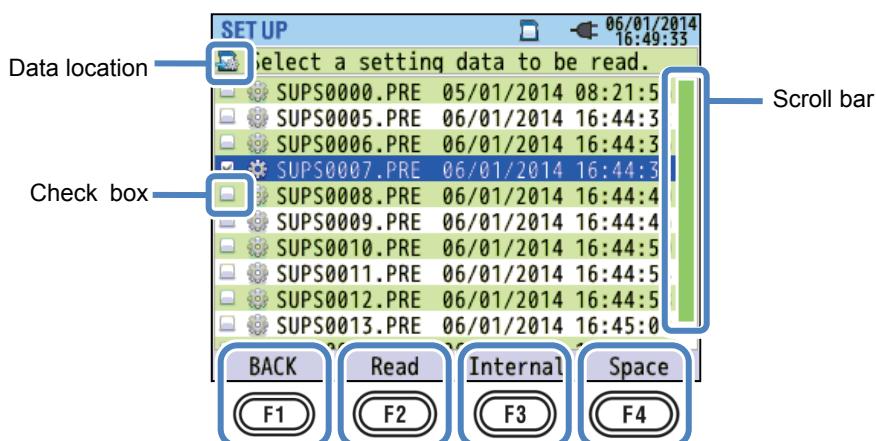 SET UP 06/01/2014
16:49:33
Data location
Select a setting data to be read.
SUPS0000.PRE 05/01/2014 08:21:5
Scroll bar
SUPS0005.PRE 06/01/2014 16:44:3
SUPS0006.PRE 06/01/2014 16:44:3
SUPS0007.PRE 06/01/2014 16:44:3
Check box
SUPS0008.PRE 06/01/2014 16:44:4
SUPS0009.PRE 06/01/2014 16:44:4
SUPS0010.PRE 06/01/2014 16:44:5
SUPS0011.PRE 06/01/2014 16:44:5
SUPS0012.PRE 06/01/2014 16:44:5
SUPS0013.PRE 06/01/2014 16:45:0
BACK Read Internal Space
F1 F2 F3 F4